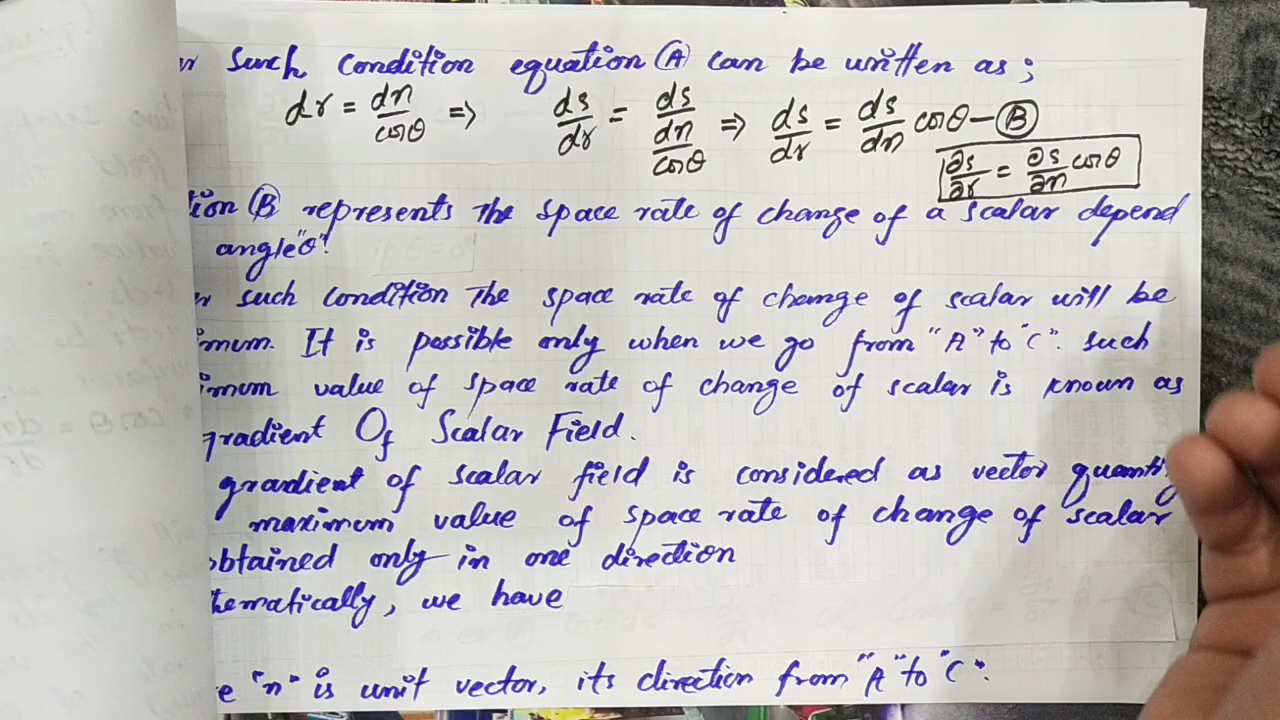 such condition equation Ⓐ can be written as;
dr = dn/cosθ ⇒ ds/dr = ds/(dn/cosθ) ⇒ ds/dr = ds/dn cosθ — Ⓑ
∂s/∂r = ∂s/∂n cosθ
tion Ⓑ represents the space rate of change of a scalar depend
angle "θ".
such condition the space rate of change of scalar will be
imum. It is possible only when we go from "A" to "C". such
imum value of space rate of change of scalar is known as
gradient Of Scalar Field.
gradient of scalar field is considered as vector quanti
maximum value of space rate of change of scalar
obtained only in one direction
thematically, we have
e "n" is unit vector, its direction from "A" to "C".